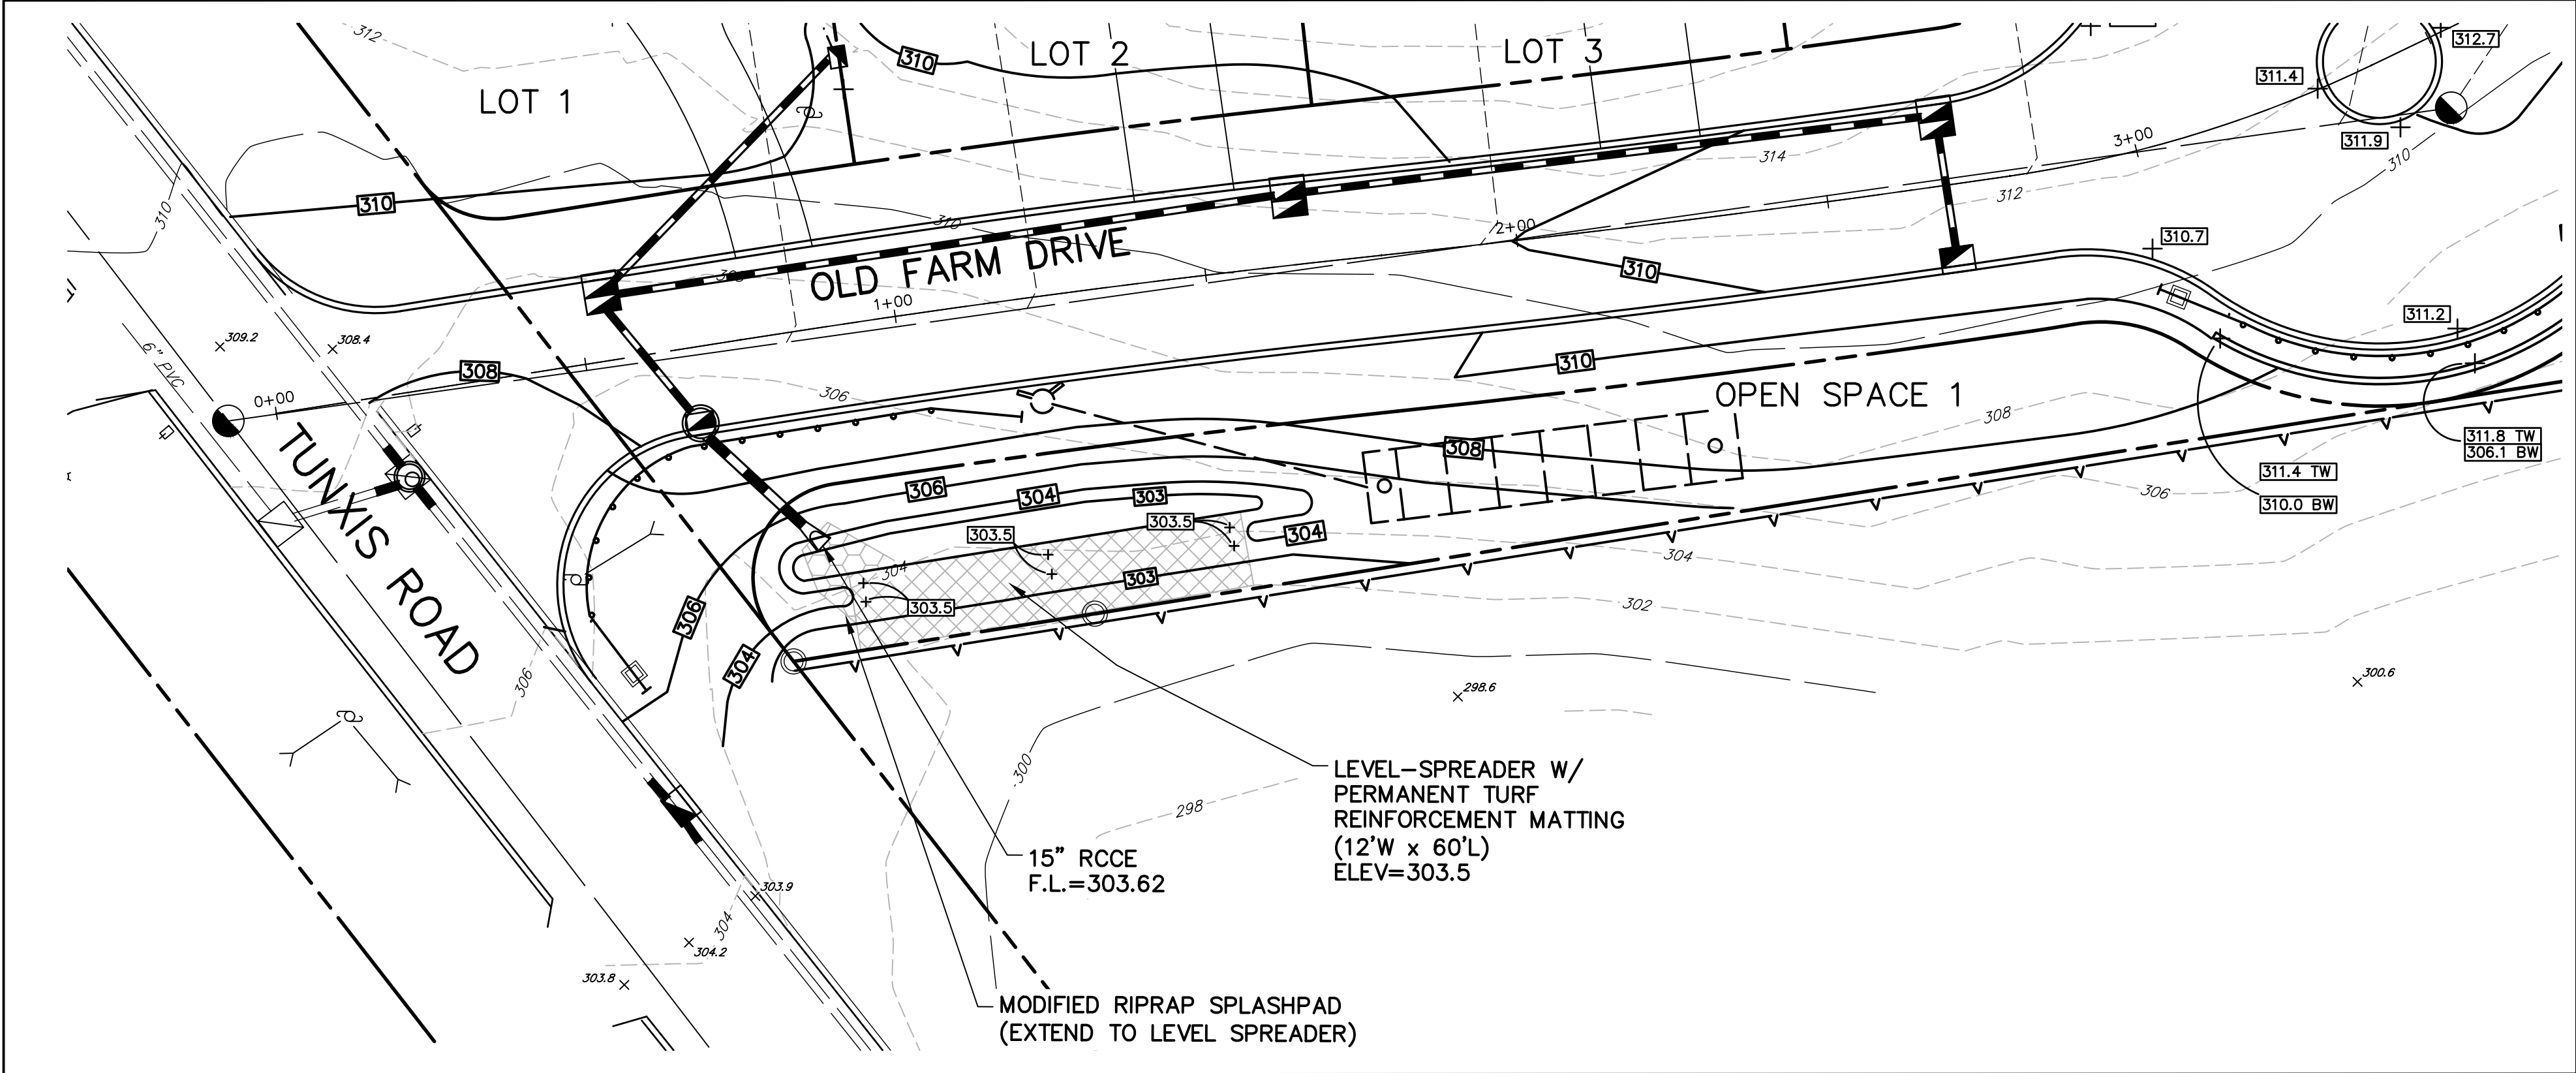 312
LOT 1
310
LOT 2
LOT 3
312.7
311.4
311.9
3+00
310
314
312
310
310
310
308
OLD FARM DRIVE
1+00
2+00
310
310.7
311.2
309.2
308.4
6" PVC
308
0+00
306
310
OPEN SPACE 1
308
311.8 TW
306.1 BW
311.4 TW
310.0 BW
TUNXIS ROAD
308
306
304
303
303.5
303.5
304
306
304
303
303.5
304
302
306
304
306
298.6
300.6
300
298
LEVEL-SPREADER W/
PERMANENT TURF
REINFORCEMENT MATTING
(12'W x 60'L)
ELEV=303.5
15" RCCE
F.L.=303.62
303.9
304
304.2
303.8
MODIFIED RIPRAP SPLASHPAD
(EXTEND TO LEVEL SPREADER)